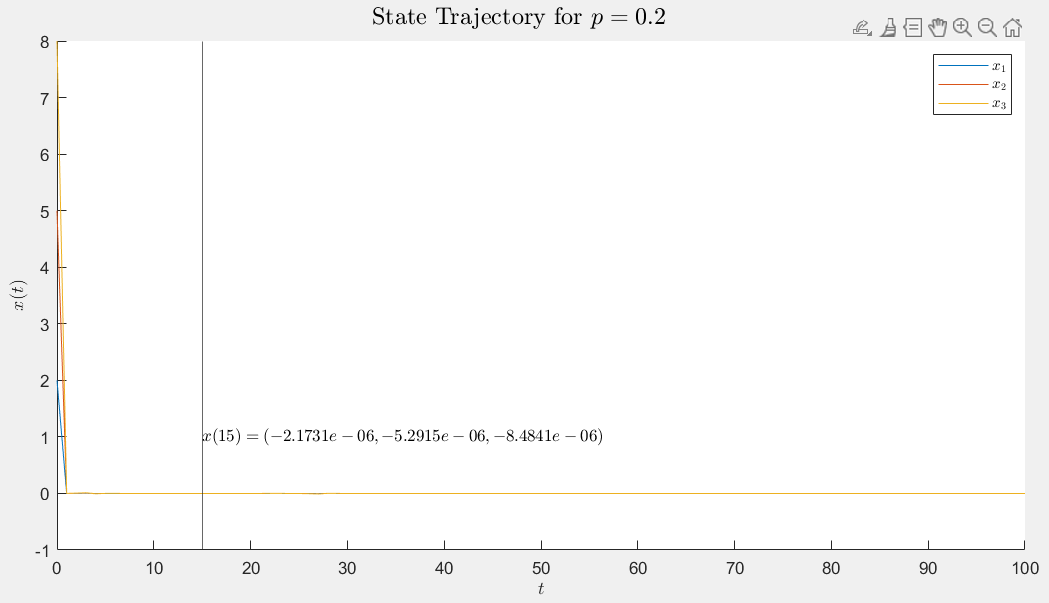 State Trajectory for p = 0.2
8
7
6
5
4
3
2
1
0
-1
x(t)
x₁
x₂
x₃
x(15) = (−2.1731e − 06, −5.2915e − 06, −8.4841e − 06)
0 10 20 30 40 50 60 70 80 90 100
t